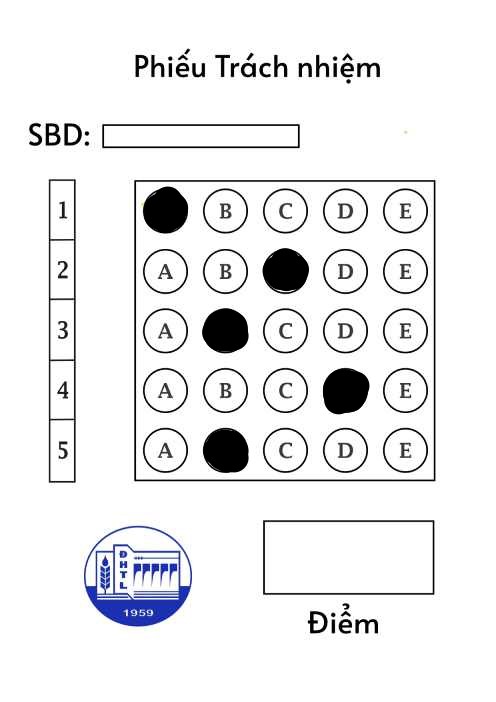 Phiếu Trách nhiệm
SBD:
1 B C D E
2 A B D E
3 A C D E
4 A B C E
5 A C D E
ĐHTL
1959
Điểm